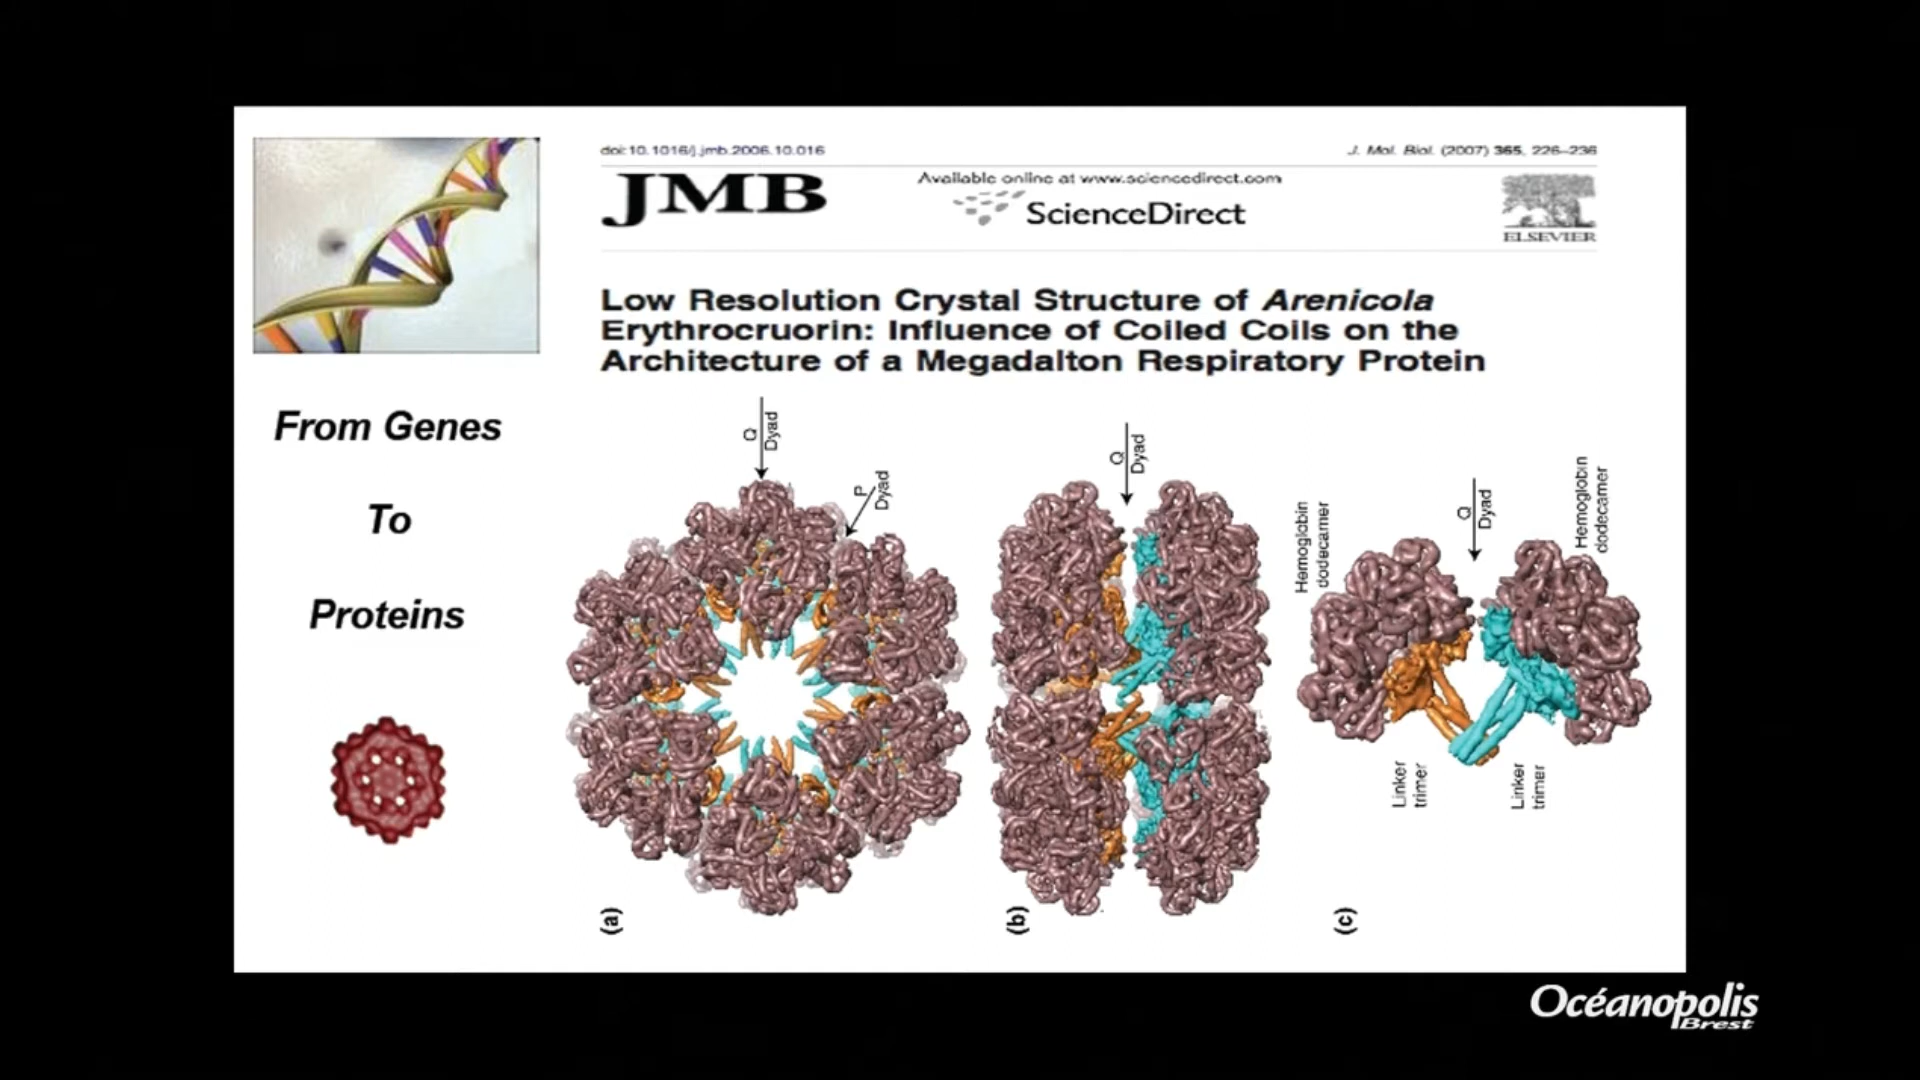 doi:10.1016/j.jmb.2006.10.016
J. Mol. Biol. (2007) 365, 226–236
JMB
Available online at www.sciencedirect.com
ScienceDirect
ELSEVIER
Low Resolution Crystal Structure of Arenicola
Erythrocruorin: Influence of Coiled Coils on the
Architecture of a Megadalton Respiratory Protein
From Genes
To
Proteins
Q
Dyad
P
Dyad
(a)
Q
Dyad
(b)
Hemoglobin
dodecamer
Q
Dyad
Hemoglobin
dodecamer
Linker
trimer
Linker
trimer
(c)
Océanopolis
Brest